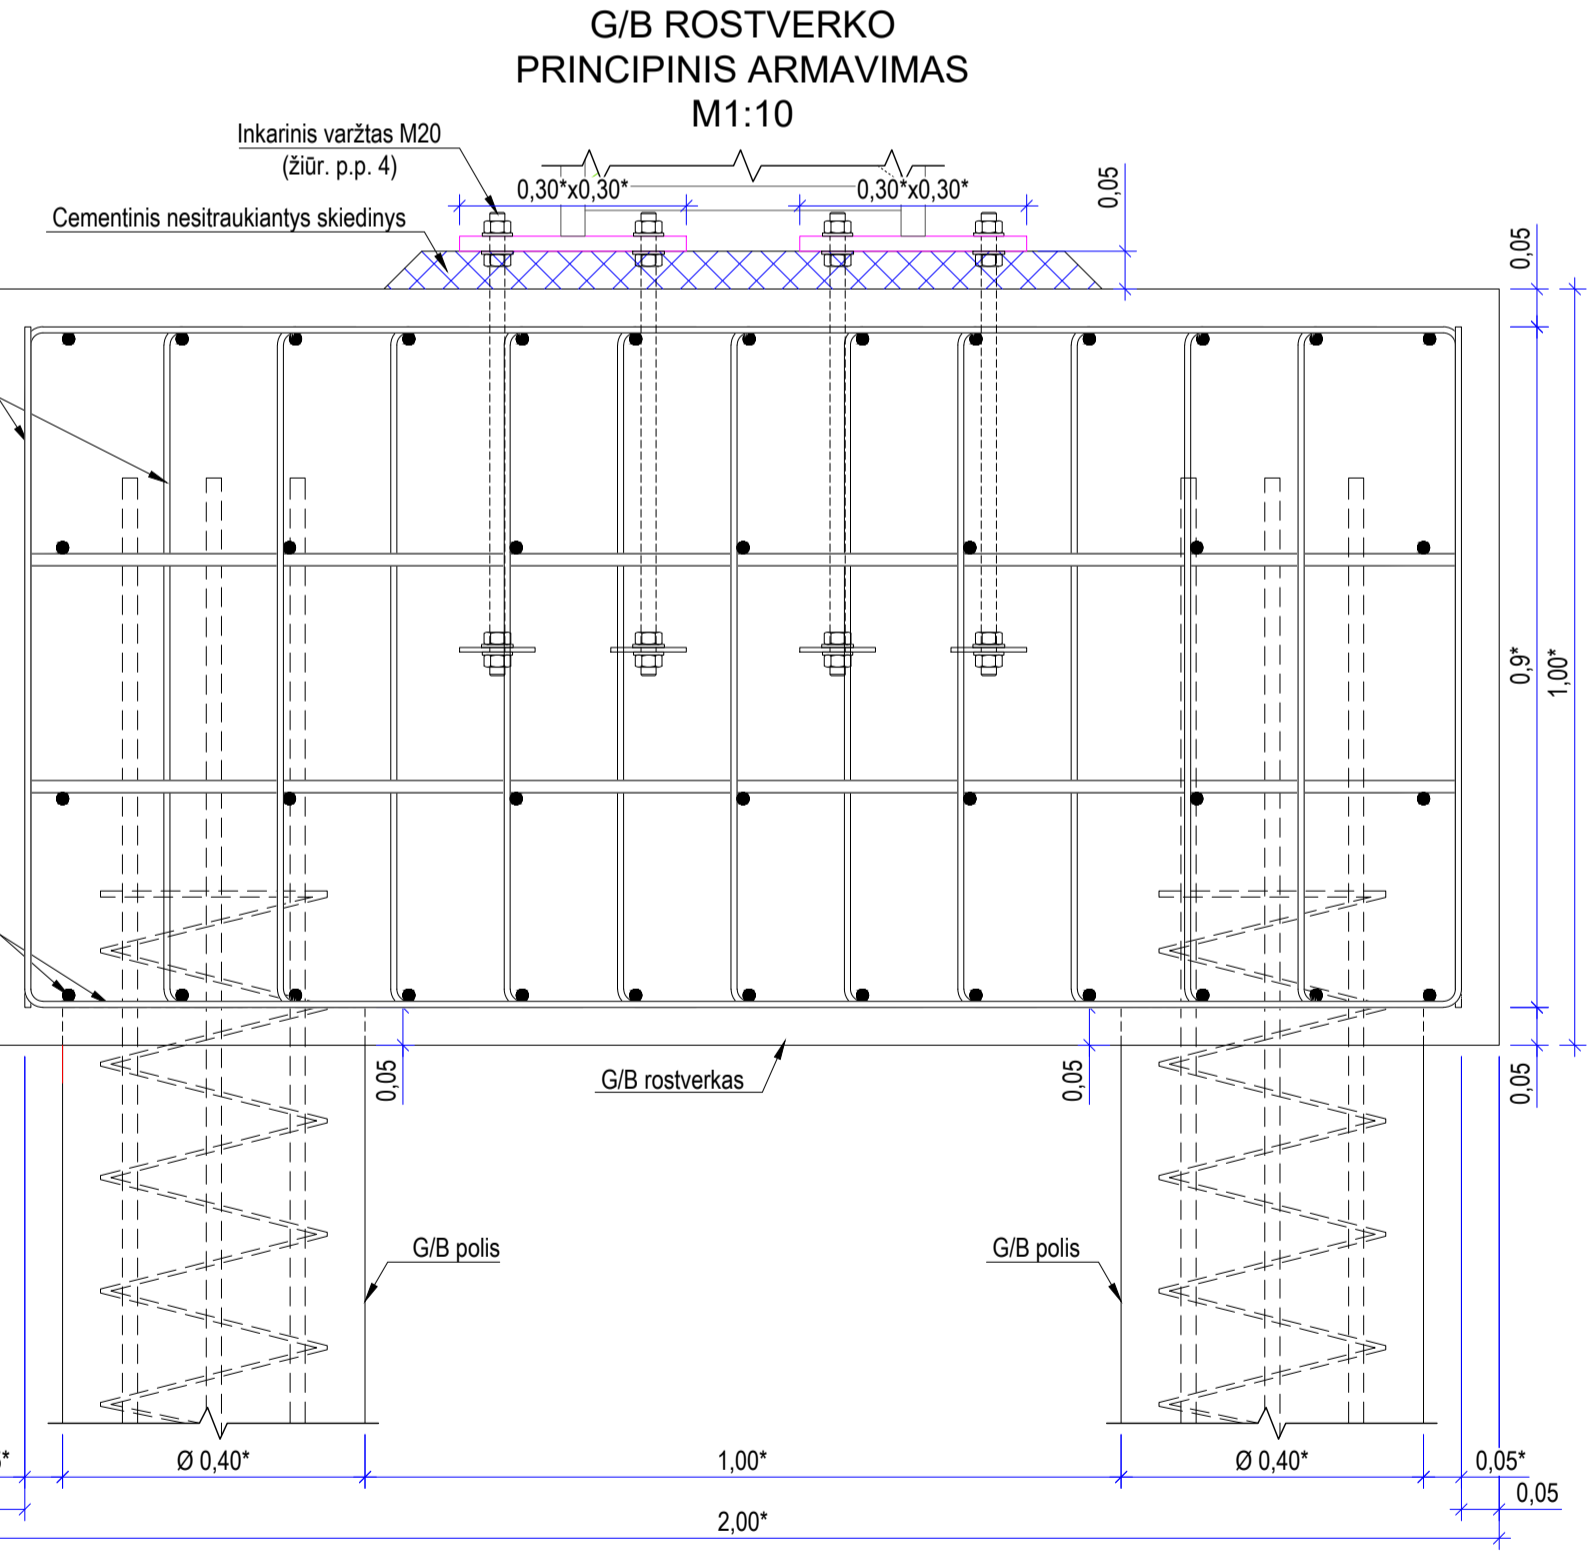 G/B ROSTVERKO
PRINCIPINIS ARMAVIMAS
M1:10
Inkarinis varžtas M20
(žiūr. p.p. 4)
Cementinis nesitraukiantys skiedinys
0,30*x0,30*
0,30*x0,30*
0,05
0,05
0,9*
1,00*
0,05
0,05
0,05
G/B rostverkas
G/B polis
G/B polis
Ø 0,40*
1,00*
Ø 0,40*
0,05*
0,05
2,00*